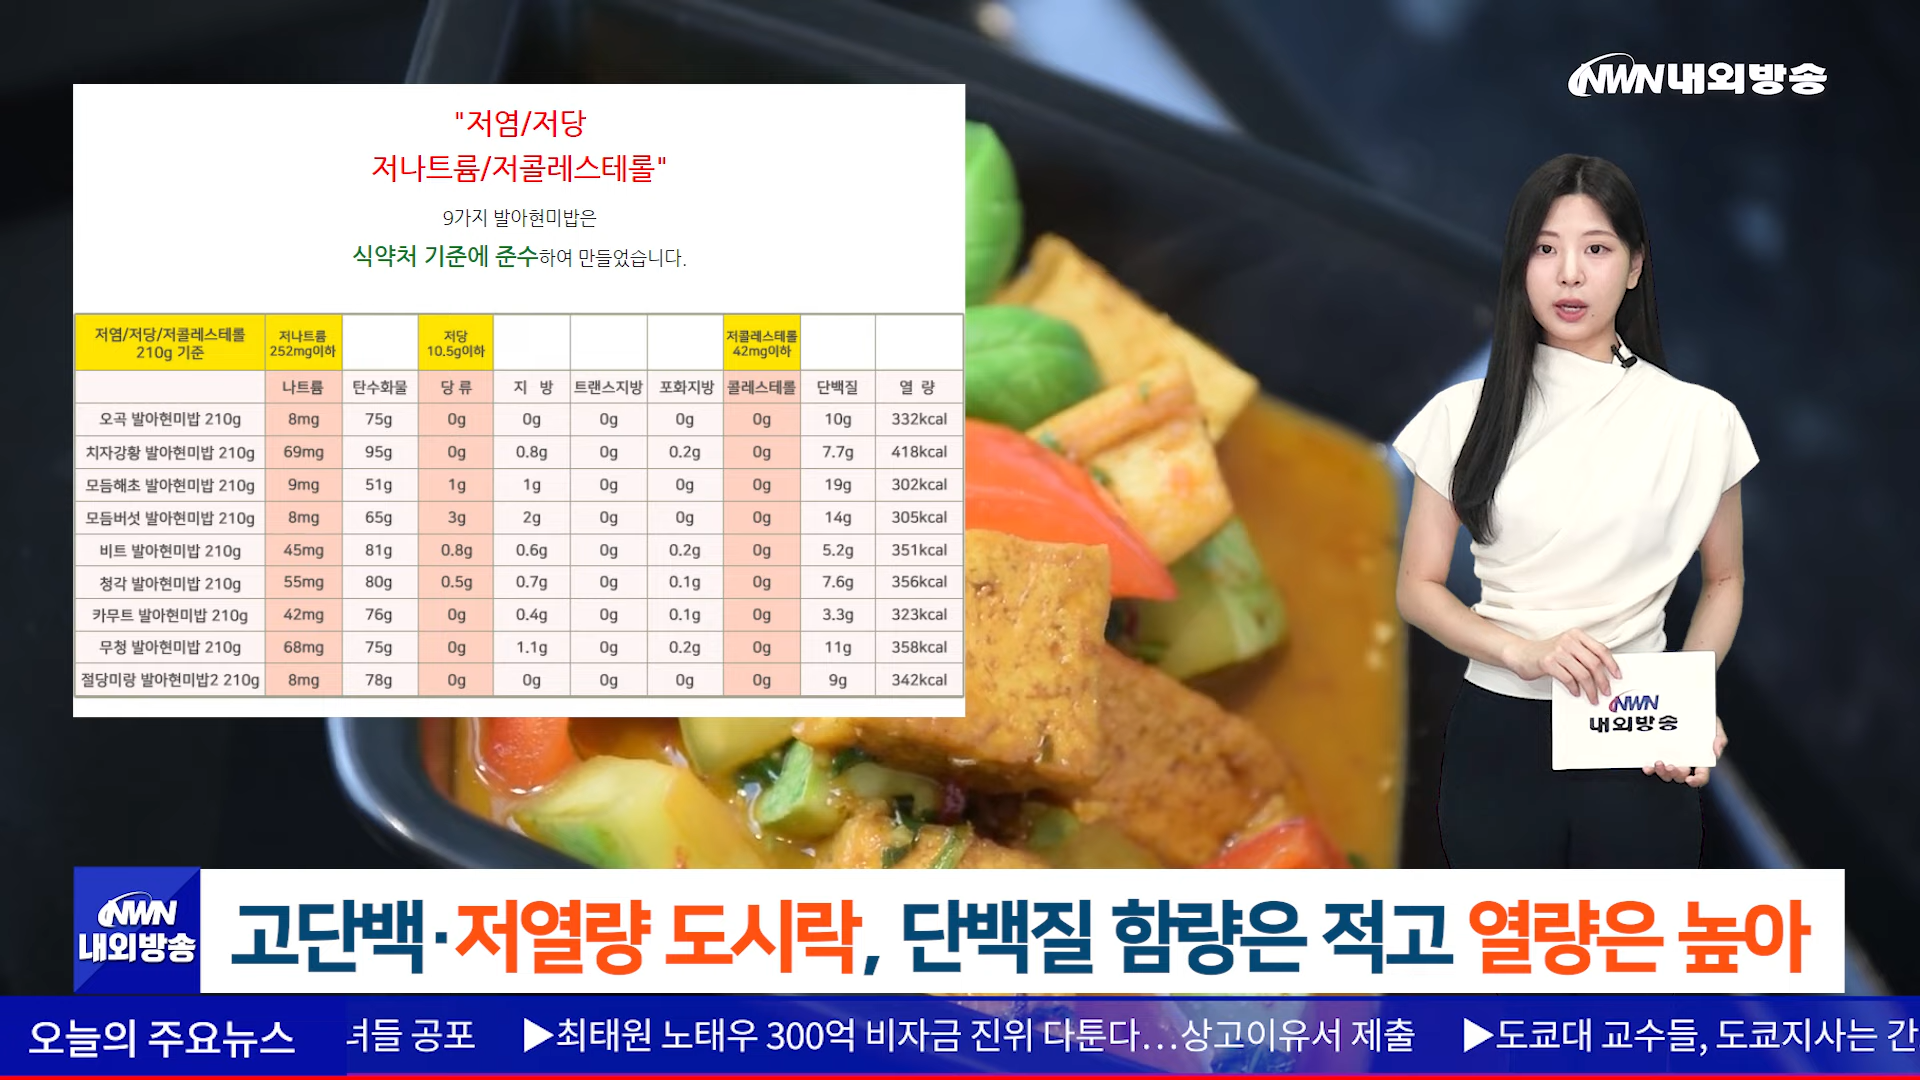 NWN내외방송
"저염/저당
저나트륨/저콜레스테롤"
9가지 발아현미밥은
식약처 기준에 준수하여 만들었습니다.
저염/저당/저콜레스테롤 210g 기준 저나트륨 252mg이하 저당 10.5g이하 저콜레스테롤 42mg이하
나트륨 탄수화물 당 류 지 방 트랜스지방 포화지방 콜레스테롤 단백질 열 량
오곡 발아현미밥 210g 8mg 75g 0g 0g 0g 0g 0g 10g 332kcal
치자강황 발아현미밥 210g 69mg 95g 0g 0.8g 0g 0.2g 0g 7.7g 418kcal
모듬해초 발아현미밥 210g 9mg 51g 1g 1g 0g 0g 0g 19g 302kcal
모듬버섯 발아현미밥 210g 8mg 65g 3g 2g 0g 0g 0g 14g 305kcal
비트 발아현미밥 210g 45mg 81g 0.8g 0.6g 0g 0.2g 0g 5.2g 351kcal
청각 발아현미밥 210g 55mg 80g 0.5g 0.7g 0g 0.1g 0g 7.6g 356kcal
카무트 발아현미밥 210g 42mg 76g 0g 0.4g 0g 0.1g 0g 3.3g 323kcal
무청 발아현미밥 210g 68mg 75g 0g 1.1g 0g 0.2g 0g 11g 358kcal
절당미랑 발아현미밥2 210g 8mg 78g 0g 0g 0g 0g 0g 9g 342kcal
NWN
내외방송
NWN
내외방송
고단백·저열량 도시락, 단백질 함량은 적고 열량은 높아
오늘의 주요뉴스 녀들 공포 ▶최태원 노태우 300억 비자금 진위 다툰다…상고이유서 제출 ▶도쿄대 교수들, 도쿄지사는 간